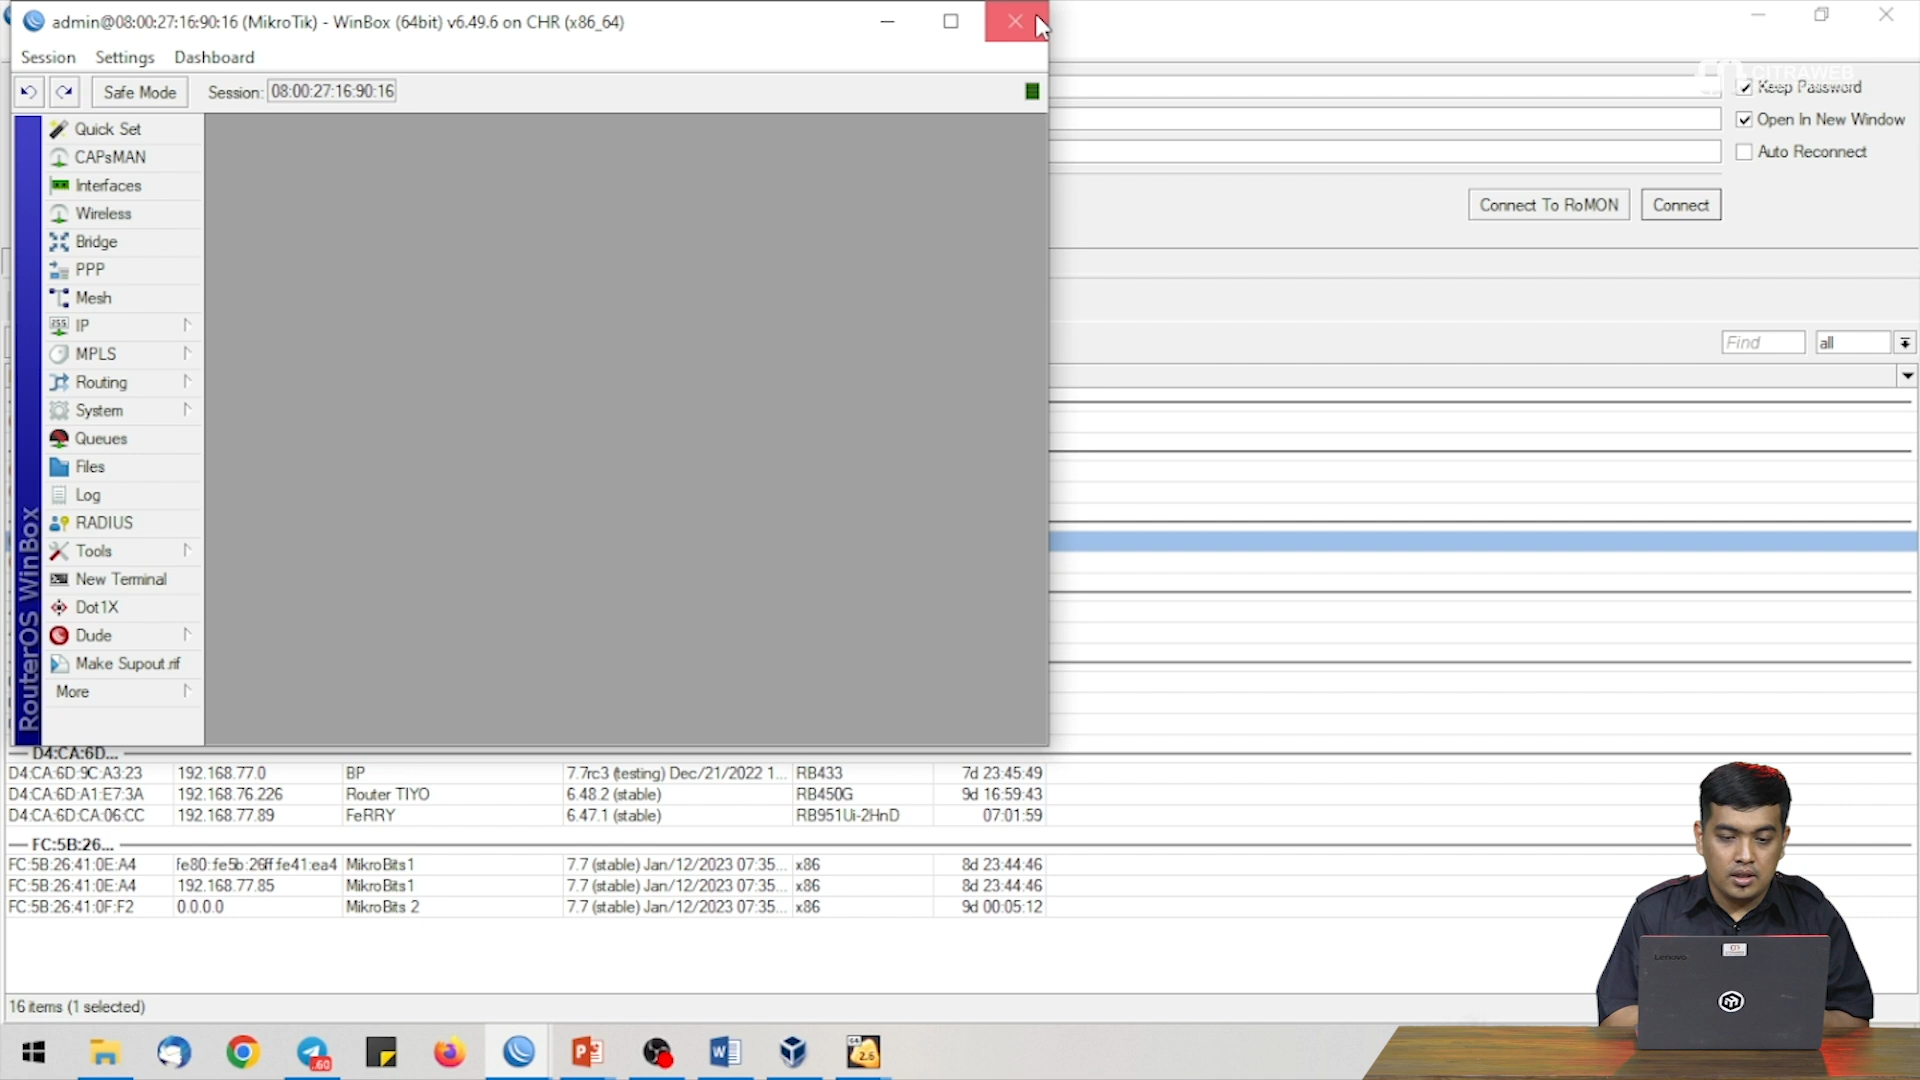 admin@08:00:27:16:90:16 (MikroTik) - WinBox (64bit) v6.49.6 on CHR (x86_64)
Session Settings Dashboard
Safe Mode Session: 08:00:27:16:90:16
CITRAWEB
Keep Password
Open In New Window
Auto Reconnect
Connect To RoMON Connect
Find all
Quick Set
CAPsMAN
Interfaces
Wireless
Bridge
PPP
Mesh
IP
MPLS
Routing
System
Queues
Files
Log
RADIUS
Tools
New Terminal
Dot1X
Dude
Make Supout.rif
More
RouterOS WinBox
D4:CA:6D...
D4:CA:6D:9C:A3:23 192.168.77.0 BP 7.7rc3 (testing) Dec/21/2022 1... RB433 7d 23:45:49
D4:CA:6D:A1:E7:3A 192.168.76.226 Router TIYO 6.48.2 (stable) RB450G 9d 16:59:43
D4:CA:6D:CA:06:CC 192.168.77.89 FeRRY 6.47.1 (stable) RB951Ui-2HnD 07:01:59
FC:5B:26...
FC:5B:26:41:0E:A4 fe80::fe5b:26ff:fe41:ea4 MikroBits1 7.7 (stable) Jan/12/2023 07:35... x86 8d 23:44:46
FC:5B:26:41:0E:A4 192.168.77.85 MikroBits1 7.7 (stable) Jan/12/2023 07:35... x86 8d 23:44:46
FC:5B:26:41:0F:F2 0.0.0.0 MikroBits 2 7.7 (stable) Jan/12/2023 07:35... x86 9d 00:05:12
16 items (1 selected)
Lenovo
60
2.6